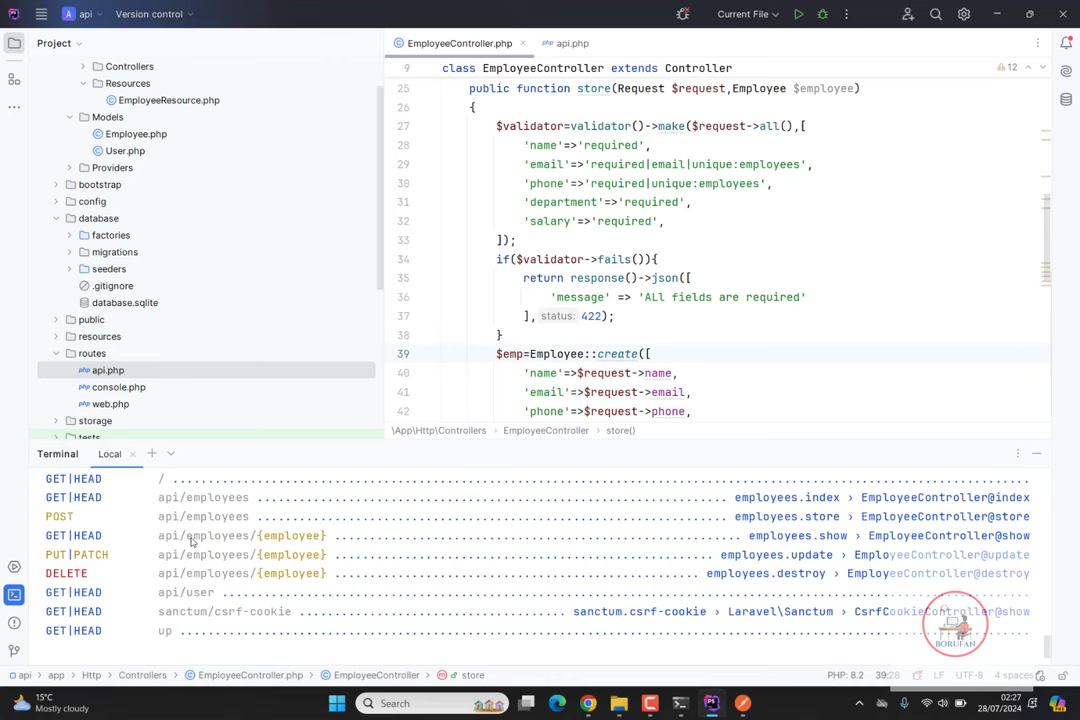 api
Version control
Current File
Project
EmployeeController.php
api.php
Controllers
Resources
EmployeeResource.php
Models
Employee.php
User.php
Providers
bootstrap
config
database
factories
migrations
seeders
.gitignore
database.sqlite
public
resources
routes
api.php
console.php
web.php
storage
tests
9 class EmployeeController extends Controller
12
25 public function store(Request $request,Employee $employee)
26 {
27 $validator=validator()->make($request->all(),[
28 'name'=>'required',
29 'email'=>'required|email|unique:employees',
30 'phone'=>'required|unique:employees',
31 'department'=>'required',
32 'salary'=>'required',
33 ]);
34 if($validator->fails()){
35 return response()->json([
36 'message' => 'ALl fields are required'
37 ], status: 422);
38 }
39 $emp=Employee::create([
40 'name'=>$request->name,
41 'email'=>$request->email,
42 'phone'=>$request->phone,
\App\Http\Controllers
EmployeeController
store()
Terminal
Local
GET|HEAD / ..........
GET|HEAD api/employees .......... employees.index › EmployeeController@index
POST api/employees .......... employees.store › EmployeeController@store
GET|HEAD api/employees/{employee} .......... employees.show › EmployeeController@show
PUT|PATCH api/employees/{employee} .......... employees.update › EmployeeController@update
DELETE api/employees/{employee} .......... employees.destroy › EmployeeController@destroy
GET|HEAD api/user ..........
GET|HEAD sanctum/csrf-cookie .......... sanctum.csrf-cookie › Laravel\Sanctum › CsrfCookieController@show
GET|HEAD up ..........
BORUFAN
api
app
Http
Controllers
EmployeeController.php
EmployeeController
store
PHP: 8.2
39:28
LF
UTF-8
4 spaces
15°C
Mostly cloudy
Search
02:27
28/07/2024